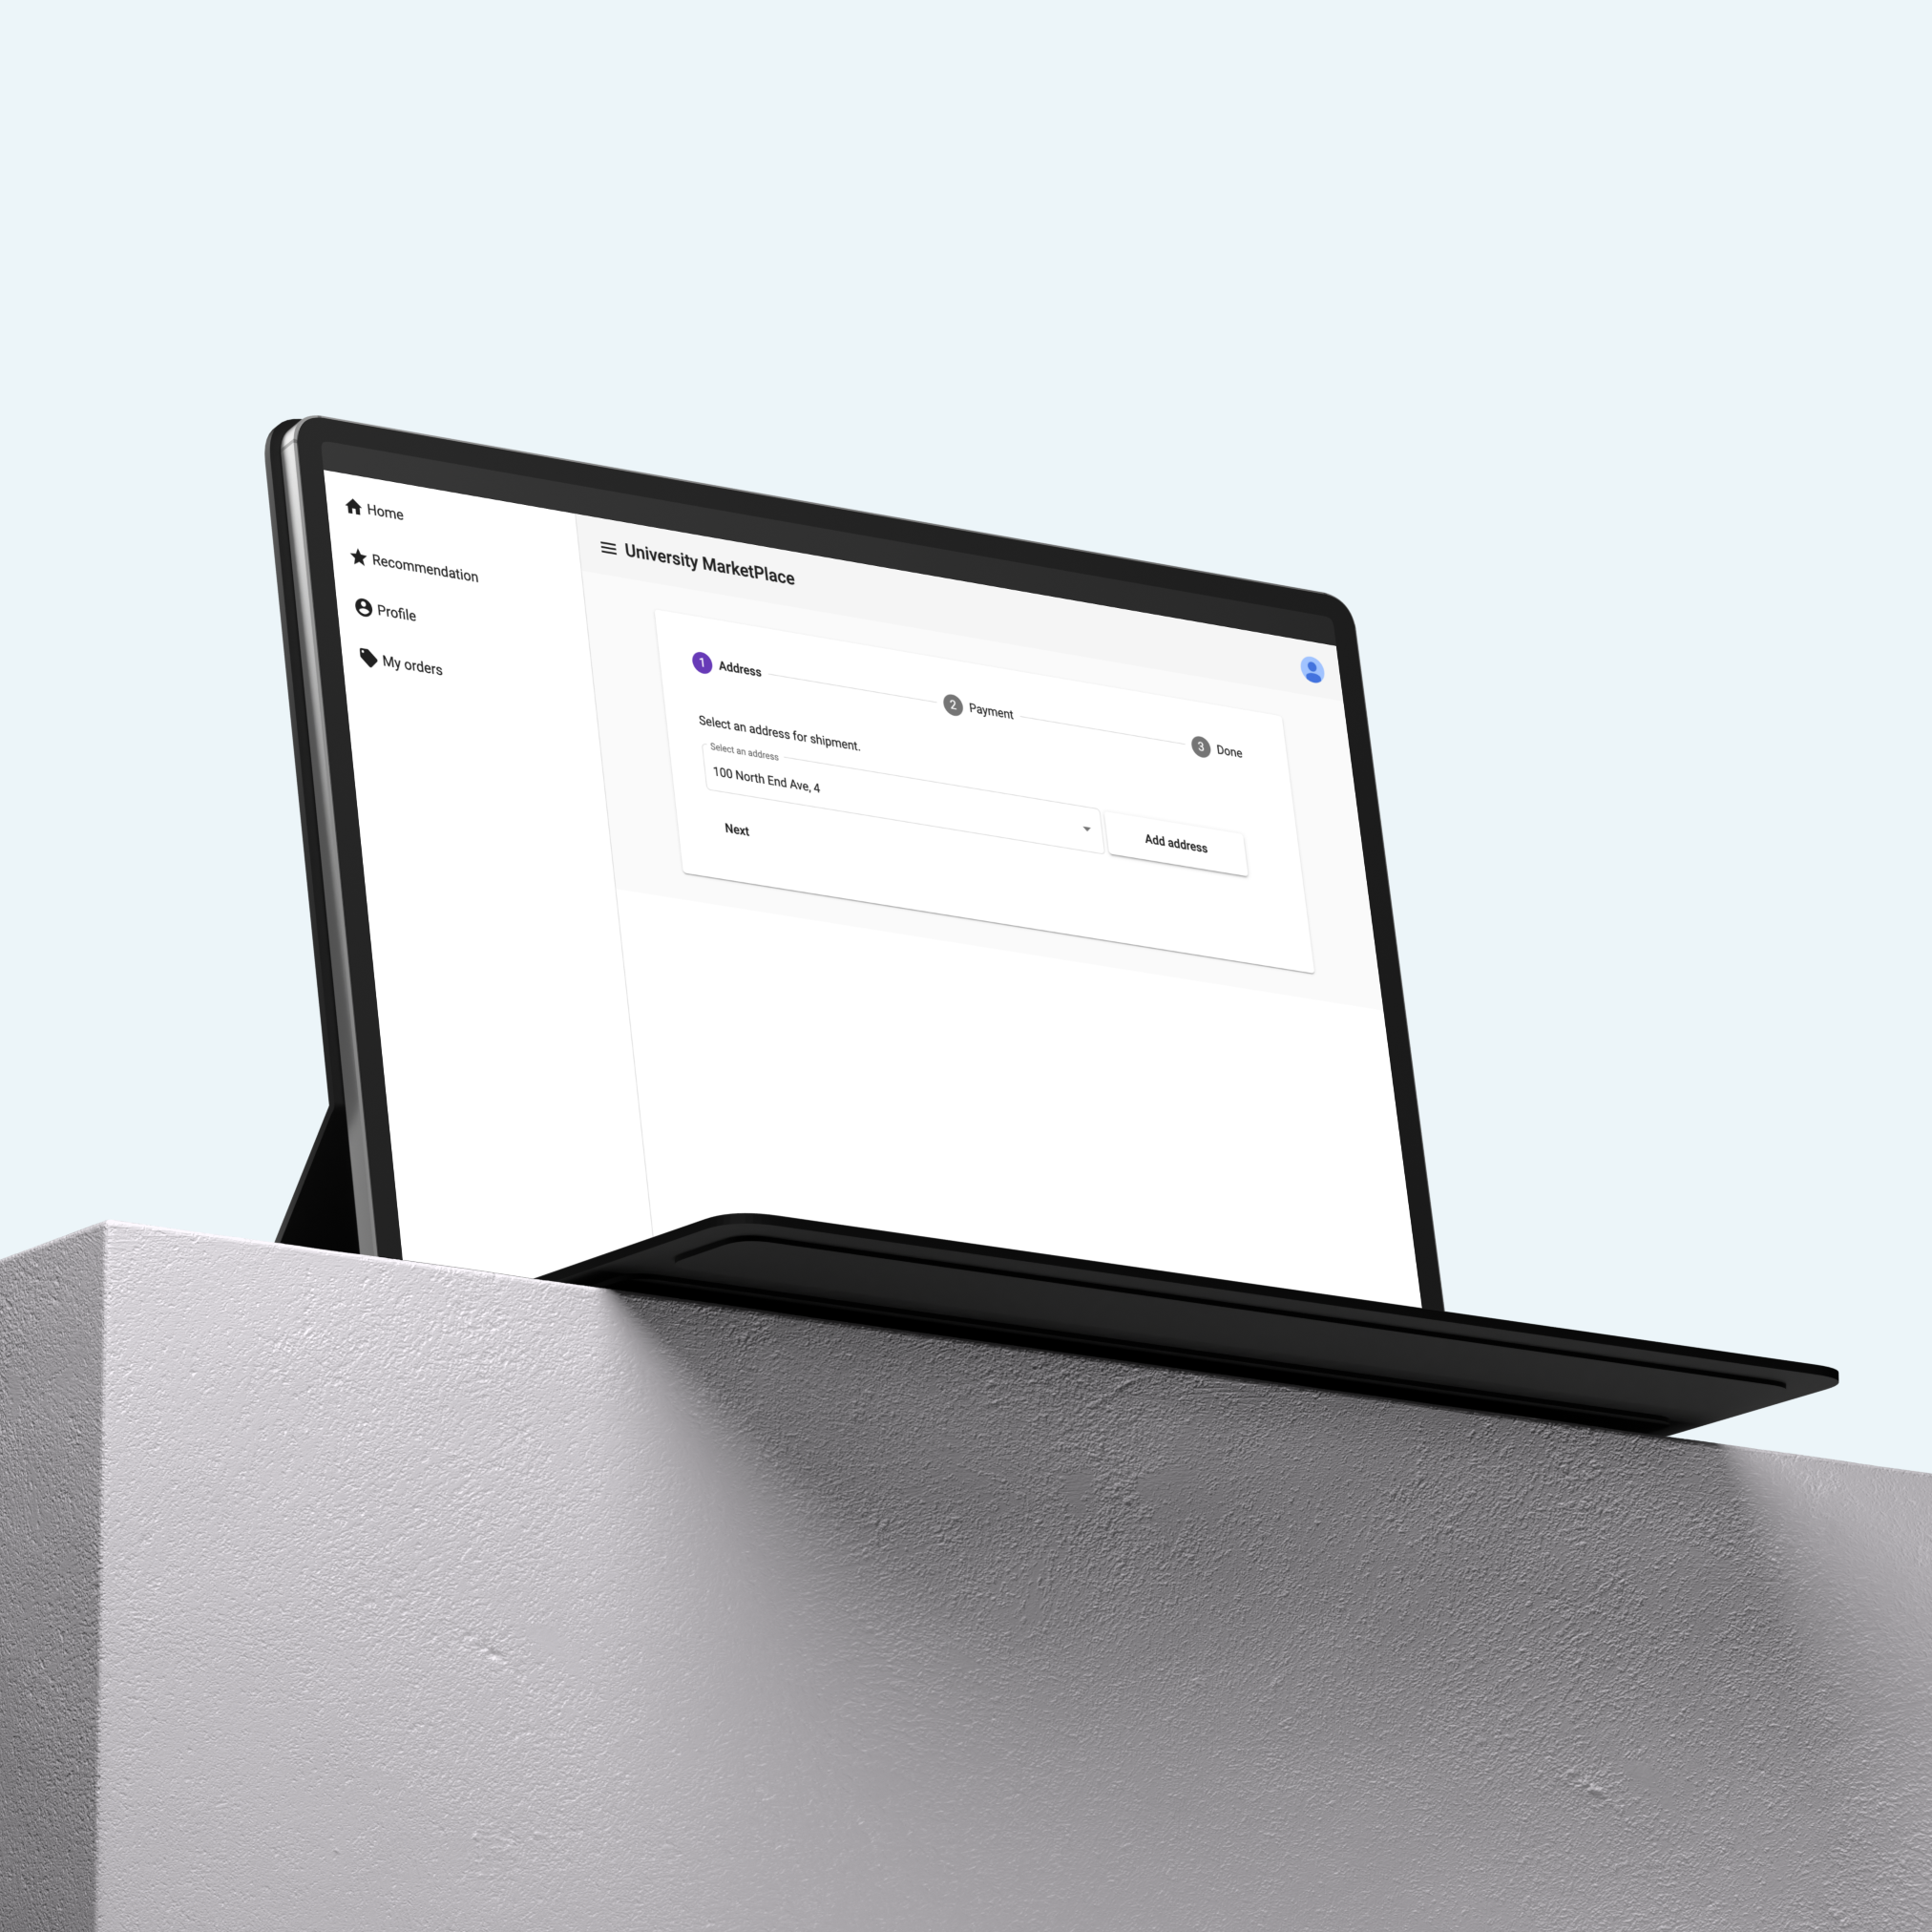 Home
Recommendation
Profile
My orders
University MarketPlace
1 Address
2 Payment
3 Done
Select an address for shipment.
Select an address
100 North End Ave, 4
Add address
Next